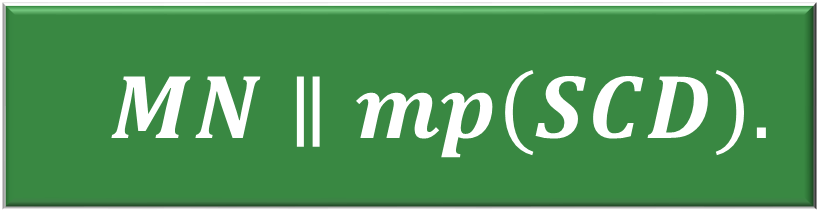 MN ∥ mp(SCD).